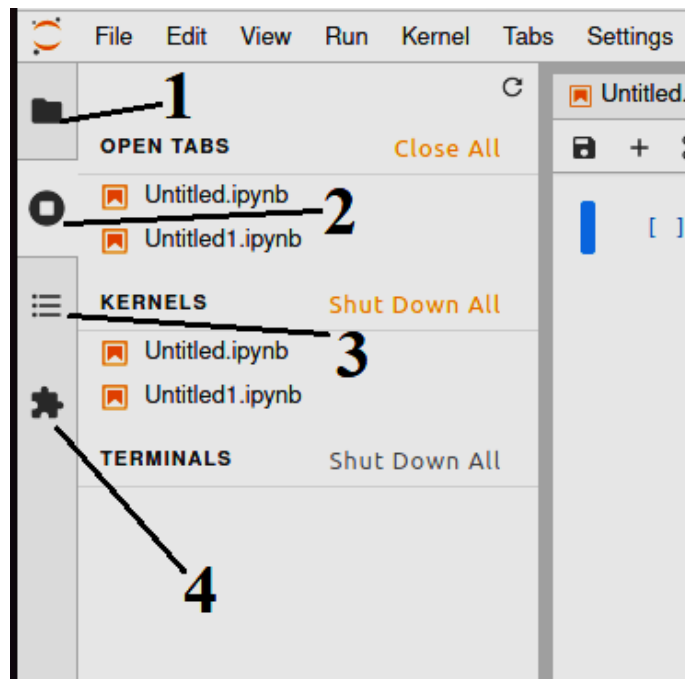 File Edit View Run Kernel Tabs Settings
1
Untitled.
OPEN TABS Close All
Untitled.ipynb
2
Untitled1.ipynb
[ ]
KERNELS Shut Down All
3
Untitled.ipynb
Untitled1.ipynb
TERMINALS Shut Down All
4